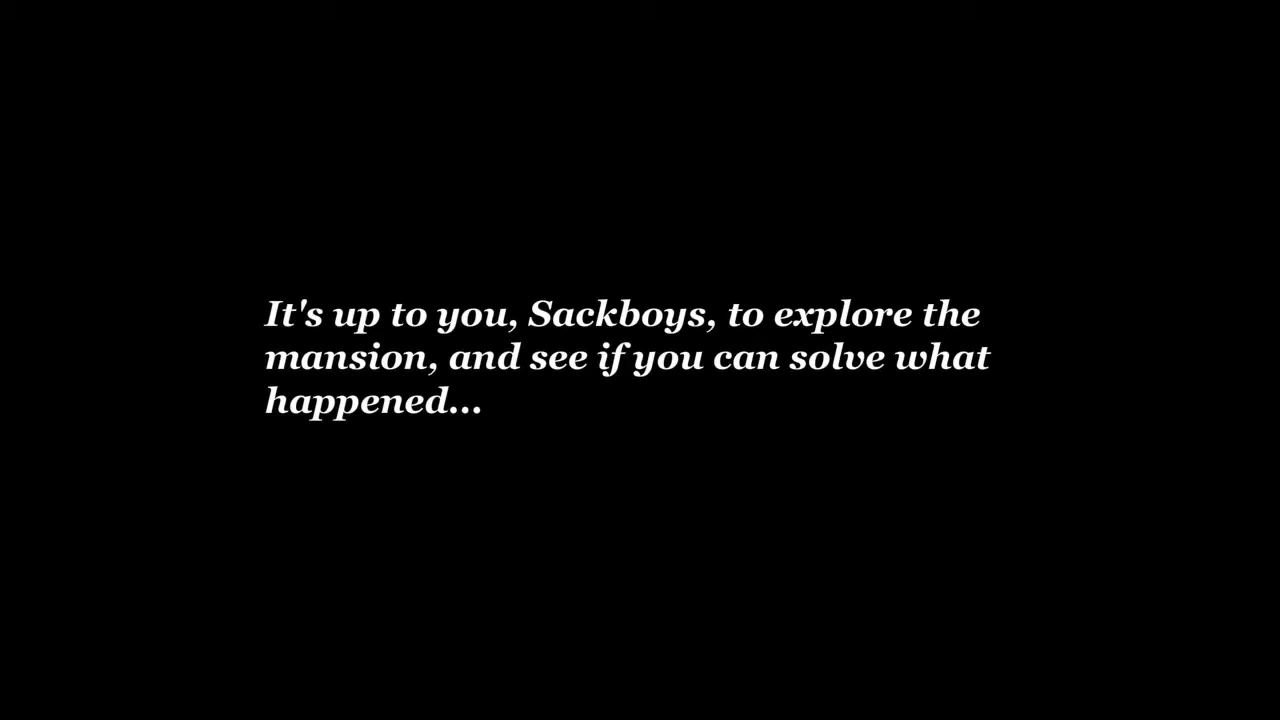 It's up to you, Sackboys, to explore the
mansion, and see if you can solve what
happened...